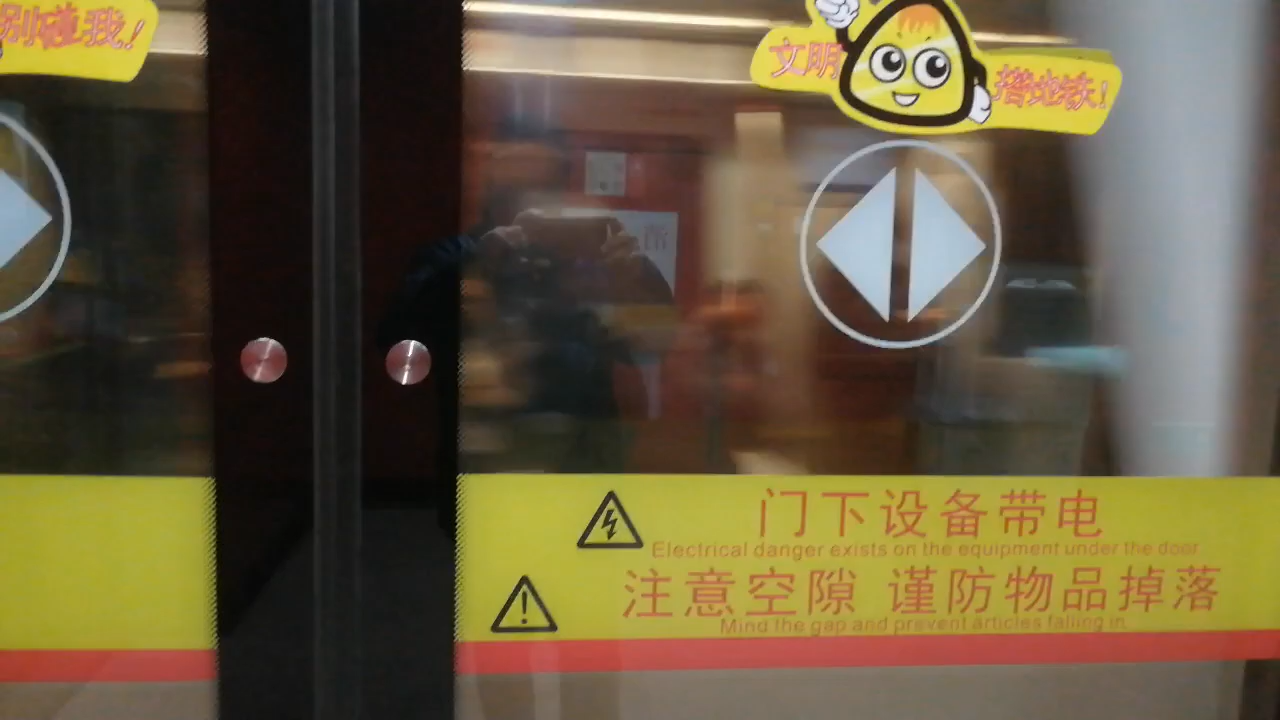 别碰我!
文明搭地铁!
门下设备带电
Electrical danger exists on the equipment under the door
注意空隙 谨防物品掉落
Mind the gap and prevent articles falling in.